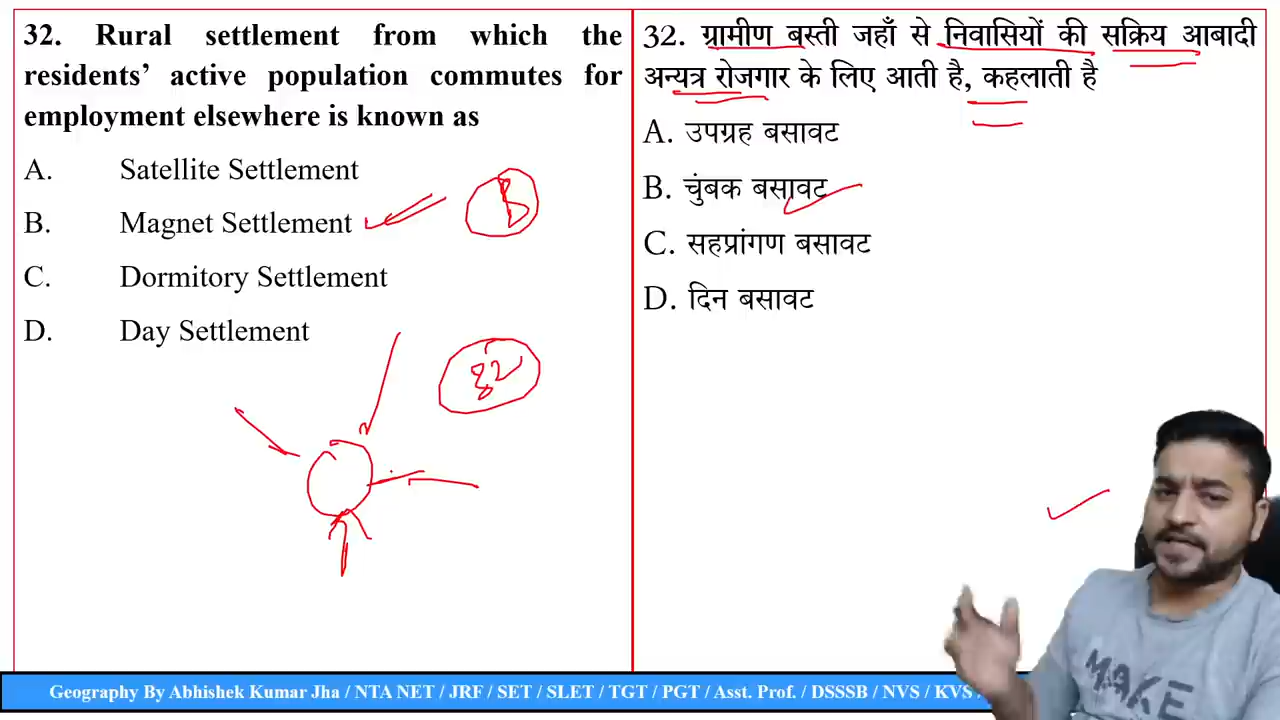 32. Rural settlement from which the
residents’ active population commutes for
employment elsewhere is known as
A. Satellite Settlement
B. Magnet Settlement
C. Dormitory Settlement
D. Day Settlement
B
32
32. ग्रामीण बस्ती जहाँ से निवासियों की सक्रिय आबादी
अन्यत्र रोजगार के लिए आती है, कहलाती है
A. उपग्रह बसावट
B. चुंबक बसावट
C. सहप्रांगण बसावट
D. दिन बसावट
MAKE
Geography By Abhishek Kumar Jha / NTA NET / JRF / SET / SLET / TGT / PGT / Asst. Prof. / DSSSB / NVS / KVS